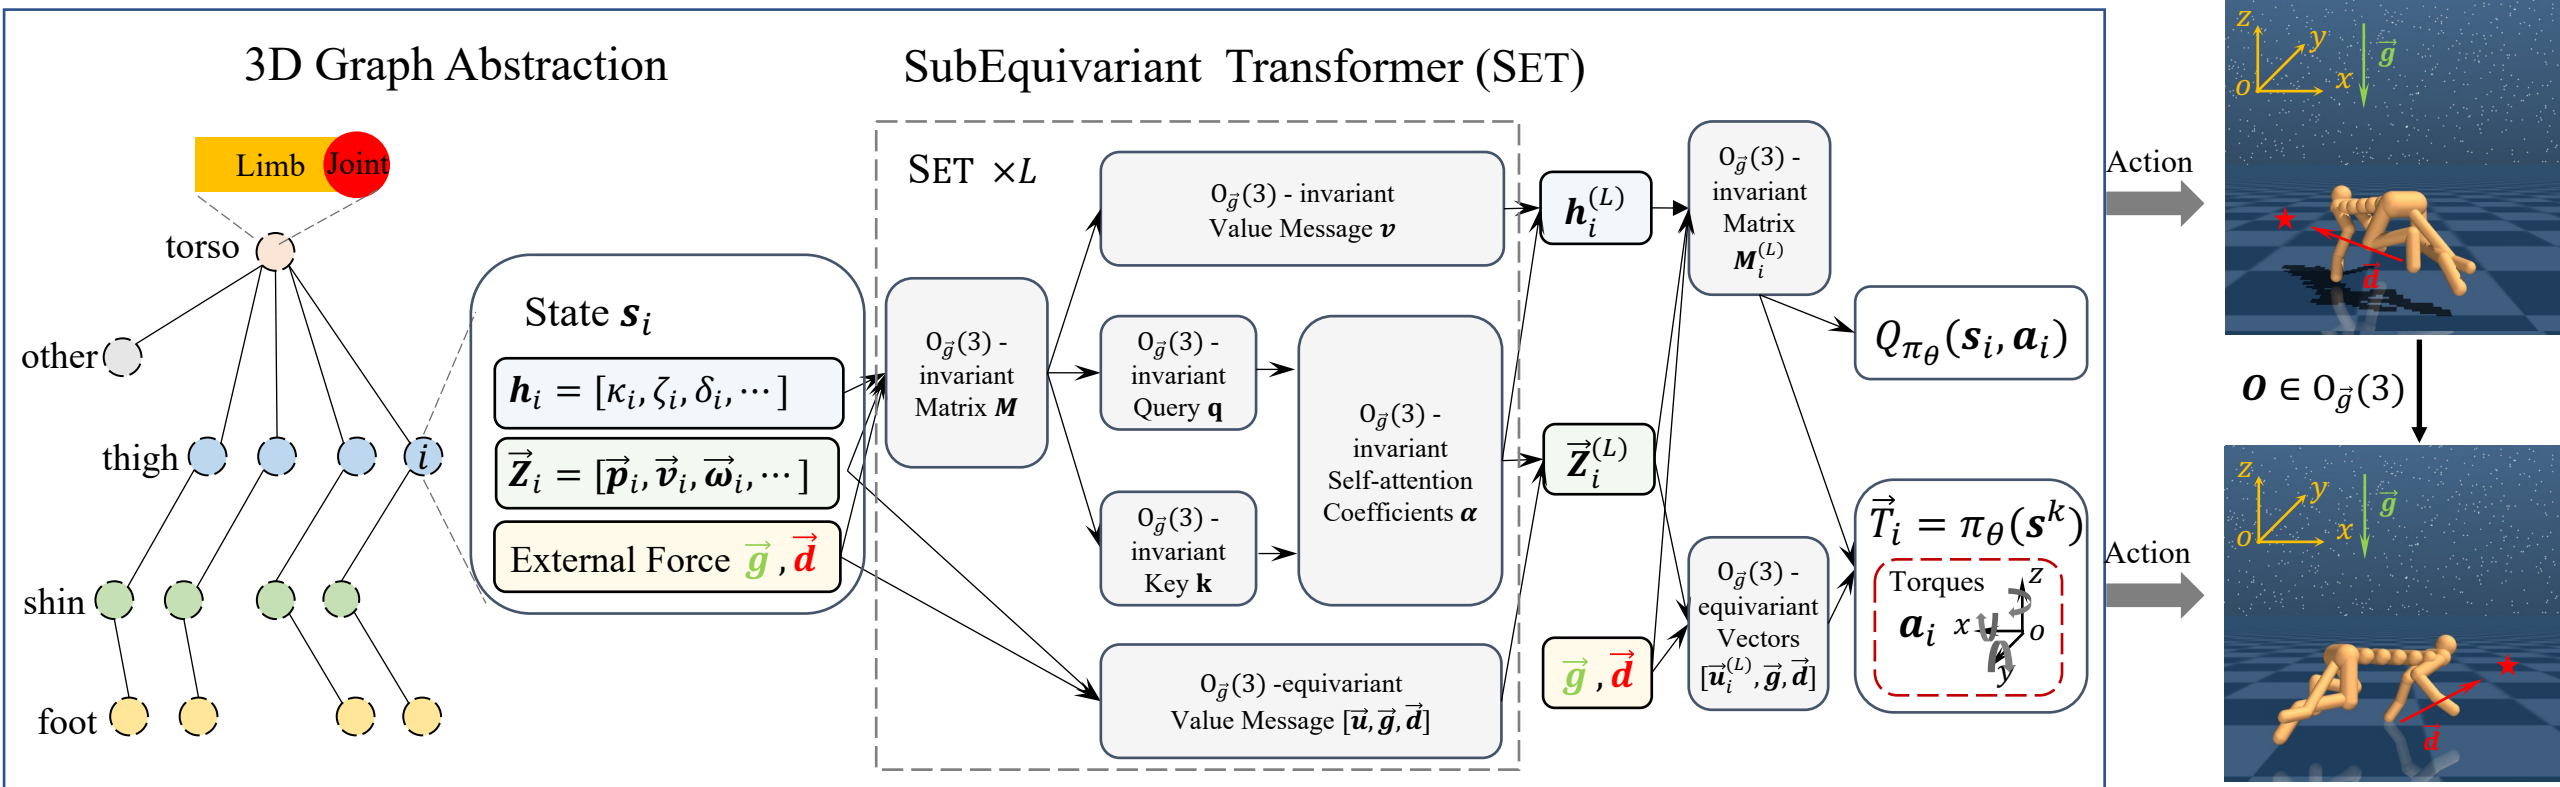 3D Graph Abstraction
SubEquivariant Transformer (SET)
Limb
Joint
torso
other
thigh
i
shin
foot
State s_i
h_i = [κ_i, ζ_i, δ_i, ⋯]
Z⃗_i = [p⃗_i, v⃗_i, ω⃗_i, ⋯]
External Force g⃗, d⃗
SET ×L
O_g⃗(3) -
invariant
Matrix M
O_g⃗(3) - invariant
Value Message v
O_g⃗(3) -
invariant
Query q
O_g⃗(3) -
invariant
Key k
O_g⃗(3) -
invariant
Self-attention
Coefficients α
O_g⃗(3) -equivariant
Value Message [u⃗, g⃗, d⃗]
h_i^(L)
Z⃗_i^(L)
g⃗, d⃗
O_g⃗(3) -
invariant
Matrix
M_i^(L)
O_g⃗(3) -
equivariant
Vectors
[u⃗_i^(L), g⃗, d⃗]
Q_π_θ(s_i, a_i)
T⃗_i = π_θ(s^k)
Torques
a_i
z
x
o
y
Action
Action
z
y
o
x
g⃗
d⃗
O ∈ O_g⃗(3)
z
y
o
x
g⃗
d⃗